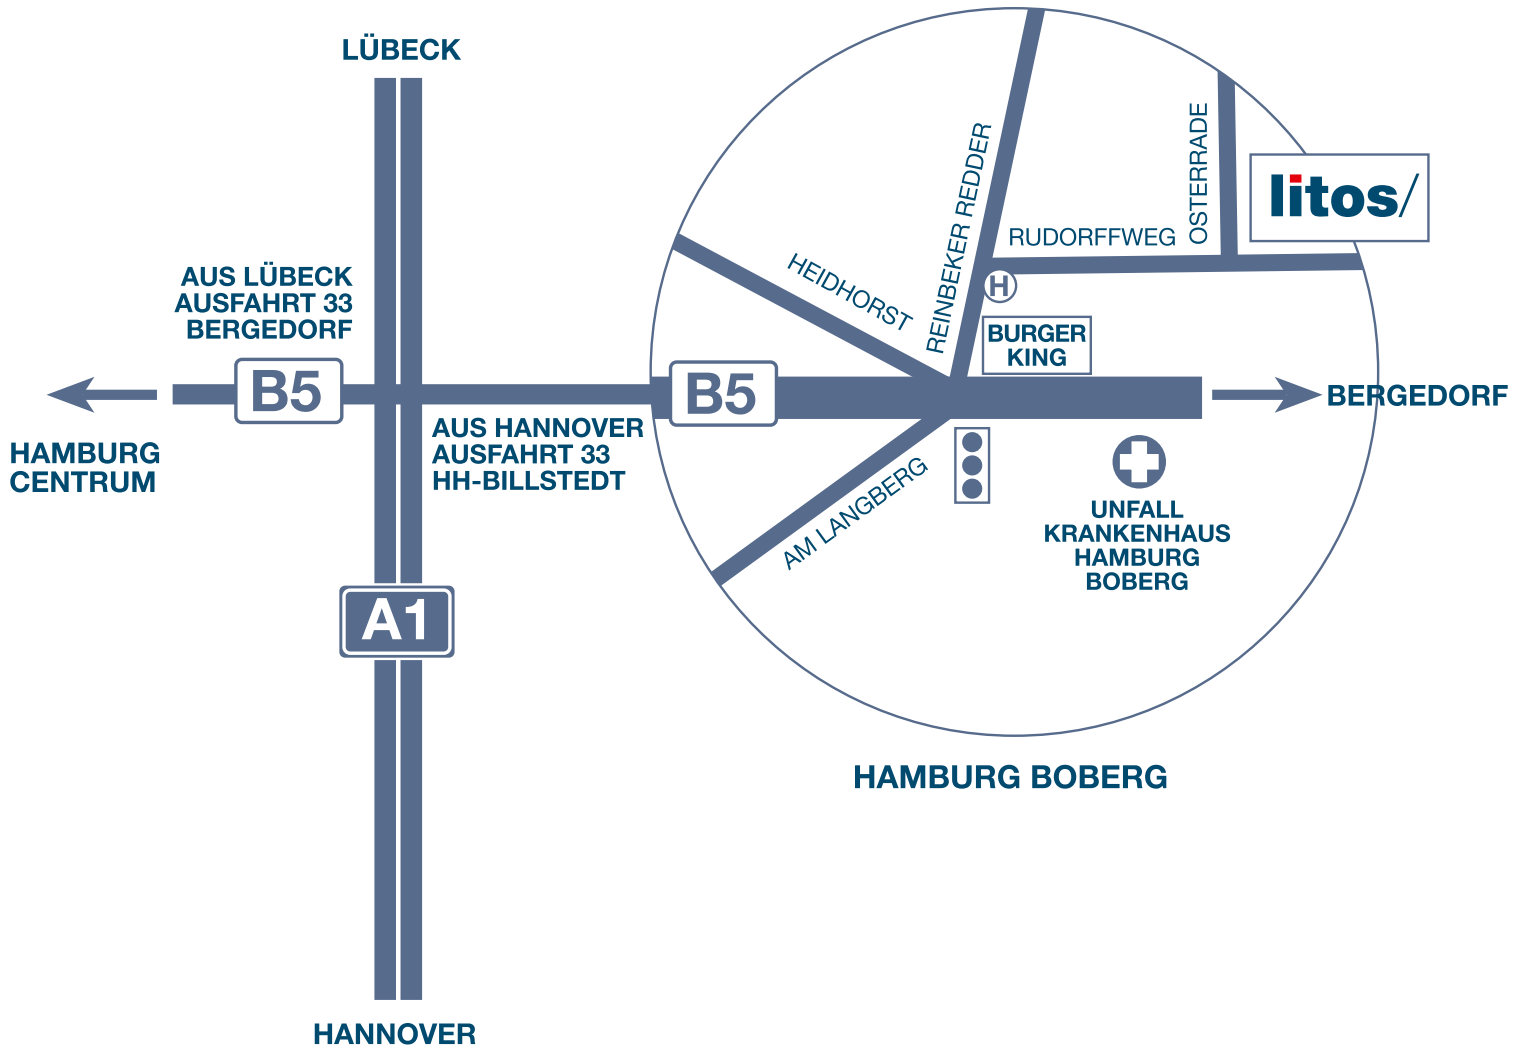 LÜBECK
AUS LÜBECK
AUSFAHRT 33
BERGEDORF
B5
HAMBURG
CENTRUM
AUS HANNOVER
AUSFAHRT 33
HH-BILLSTEDT
A1
HANNOVER
B5
HEIDHORST
REINBEKER REDDER
RUDORFFWEG
OSTERRADE
litos/
H
BURGER
KING
BERGEDORF
AM LANGBERG
UNFALL
KRANKENHAUS
HAMBURG
BOBERG
HAMBURG BOBERG